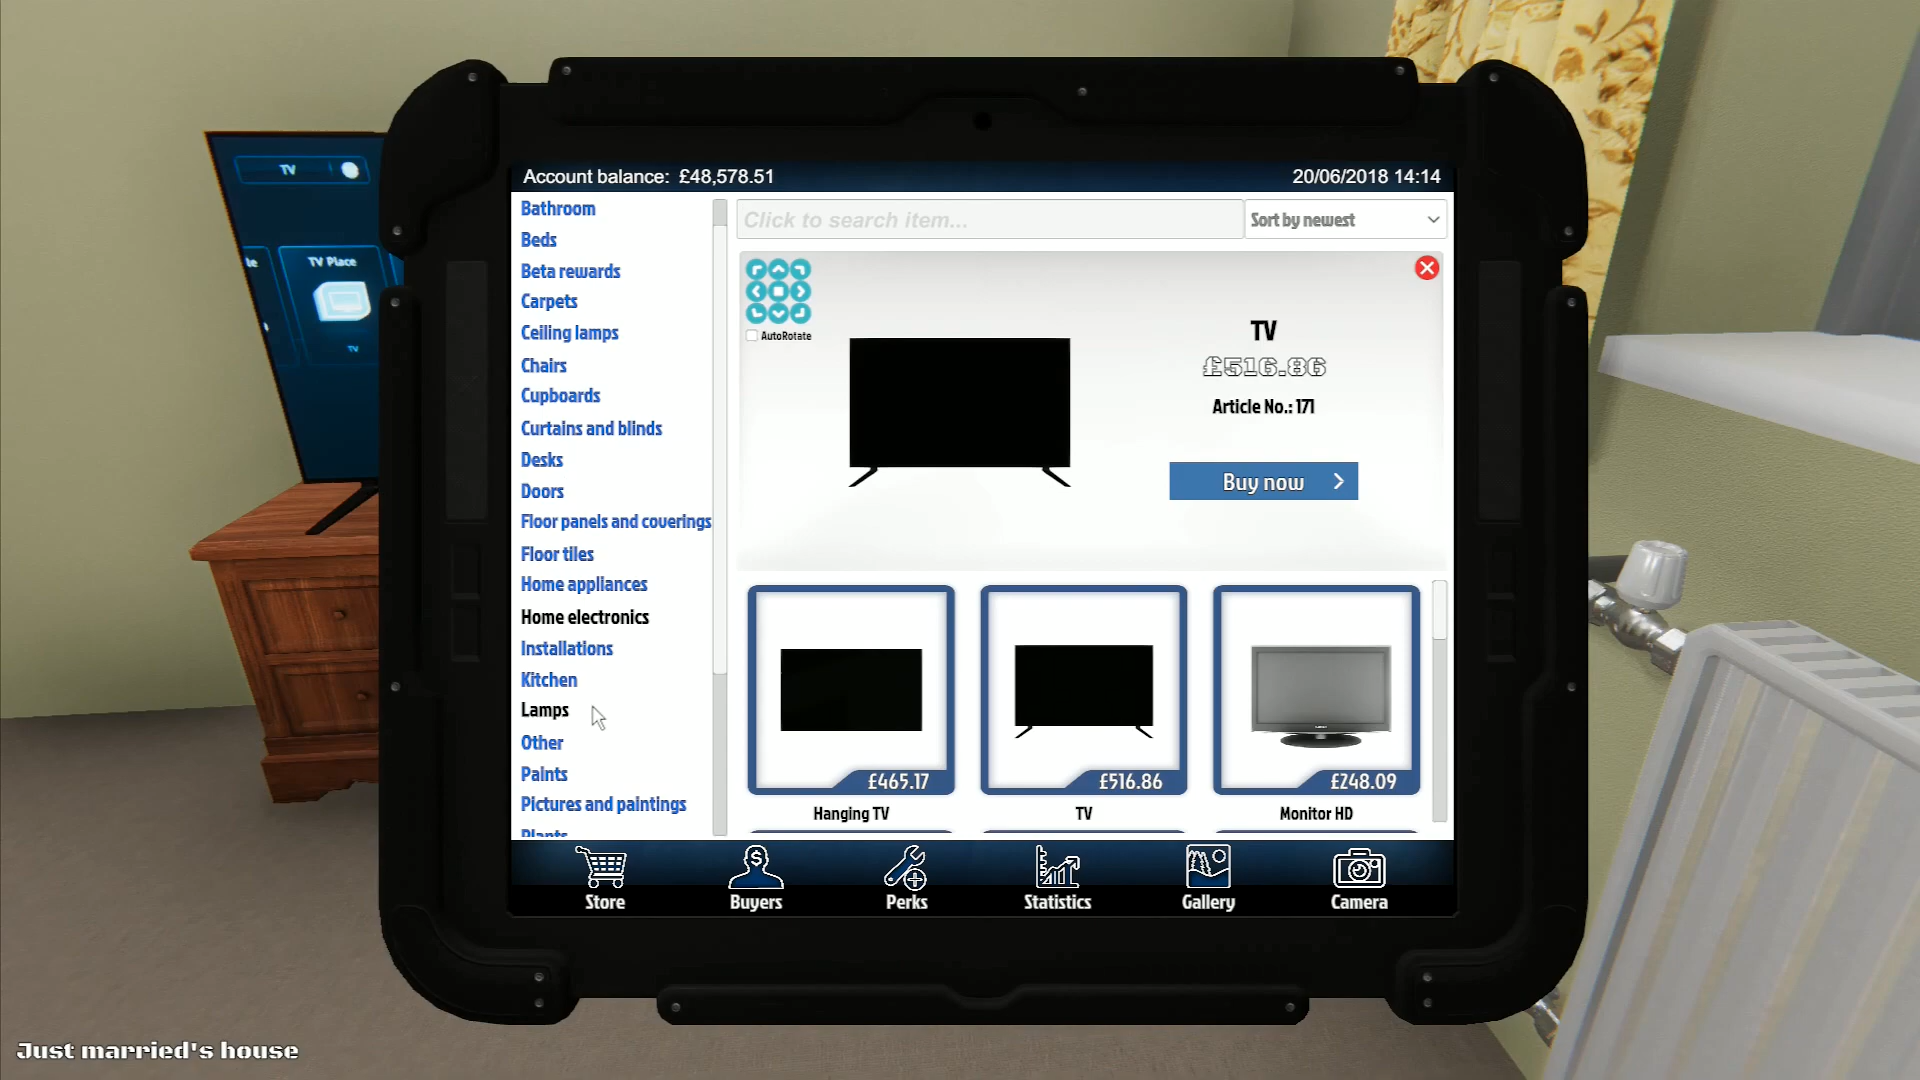 TV
TV Place
TV
Account balance: £48,578.51
20/06/2018 14:14
Bathroom
Beds
Beta rewards
Carpets
Ceiling lamps
Chairs
Cupboards
Curtains and blinds
Desks
Doors
Floor panels and coverings
Floor tiles
Home appliances
Home electronics
Installations
Kitchen
Lamps
Other
Paints
Pictures and paintings
Plants
Click to search item...
Sort by newest
AutoRotate
TV
£516.86
Article No.: 171
Buy now
£465.17
£516.86
£248.09
Hanging TV
TV
Monitor HD
Store
Buyers
Perks
Statistics
Gallery
Camera
Just married's house